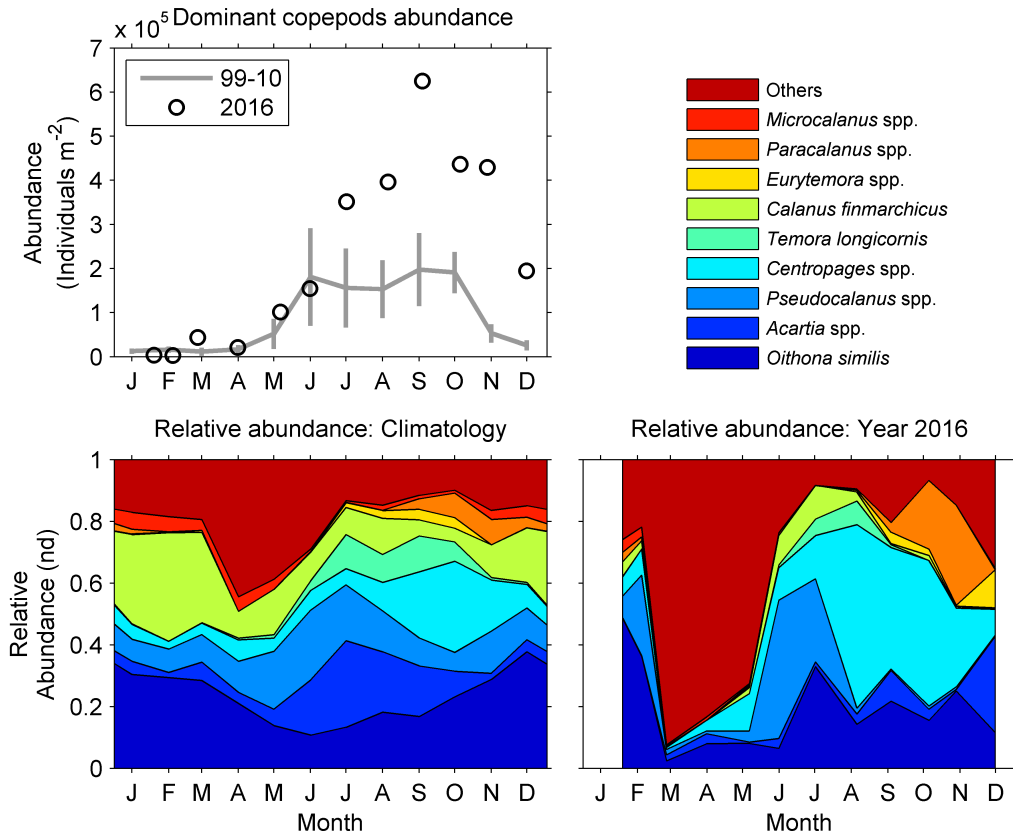 x 10^5 Dominant copepods abundance
7
6
5
4
3
2
1
0
Abundance
(Individuals m^-2)
99-10
2016
J F M A M J J A S O N D
Others
Microcalanus spp.
Paracalanus spp.
Eurytemora spp.
Calanus finmarchicus
Temora longicornis
Centropages spp.
Pseudocalanus spp.
Acartia spp.
Oithona similis
Relative abundance: Climatology
1
0.8
0.6
0.4
0.2
0
Relative
Abundance (nd)
J F M A M J J A S O N D
Month
Relative abundance: Year 2016
J F M A M J J A S O N D
Month